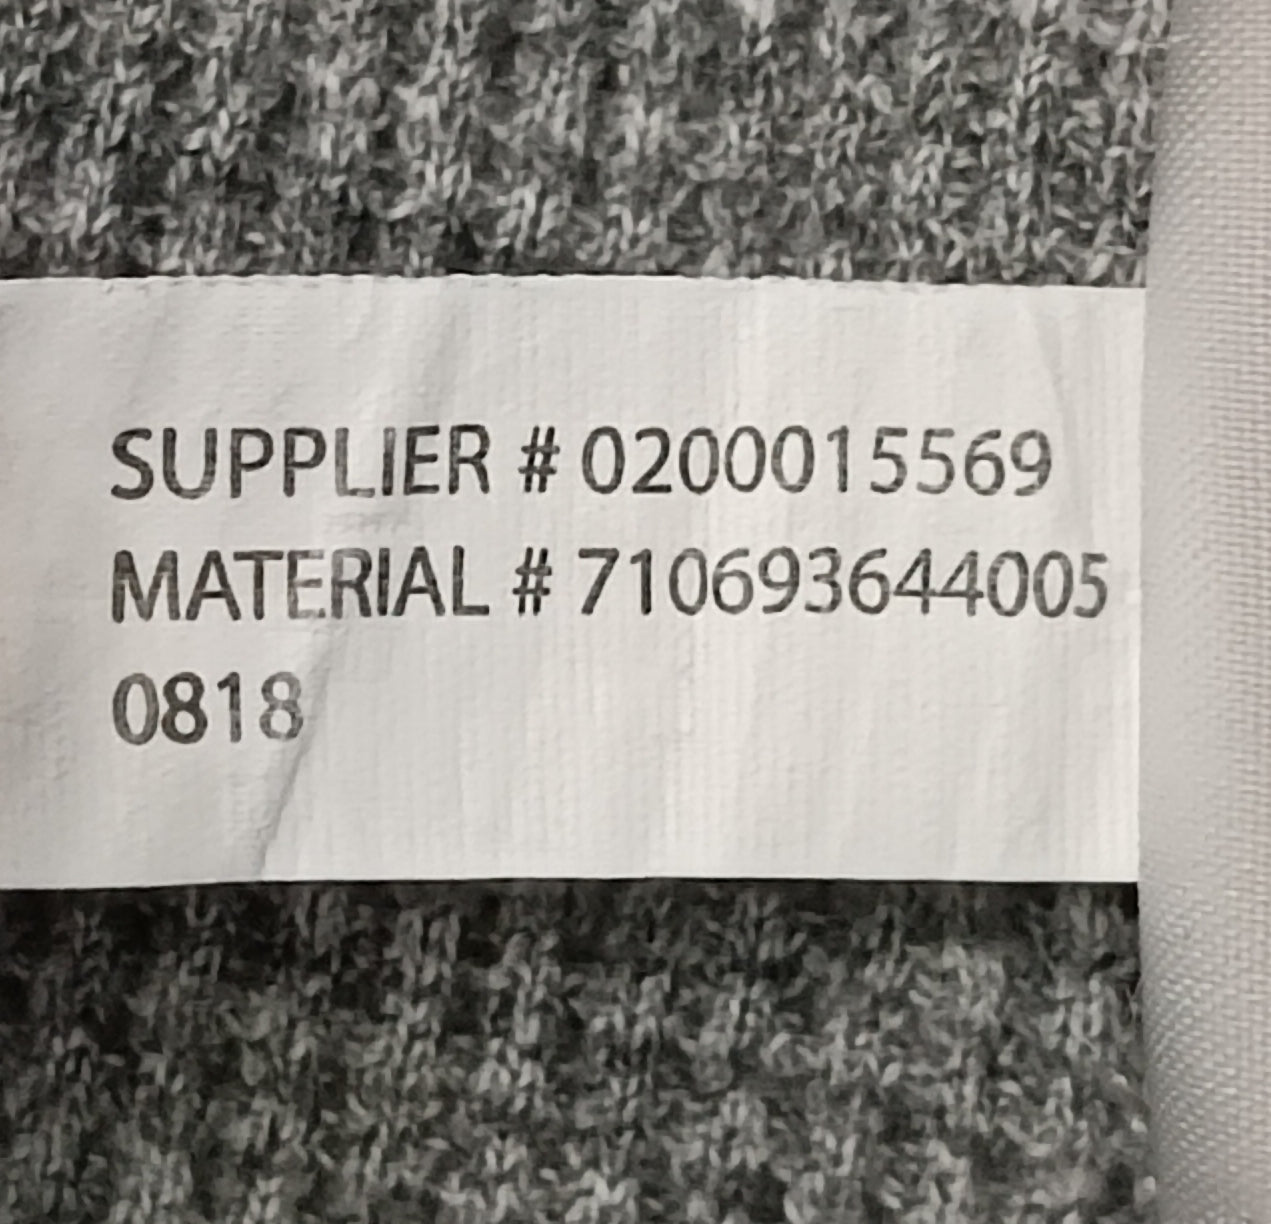 SUPPLIER # 0200015569
MATERIAL # 710693644005
0818